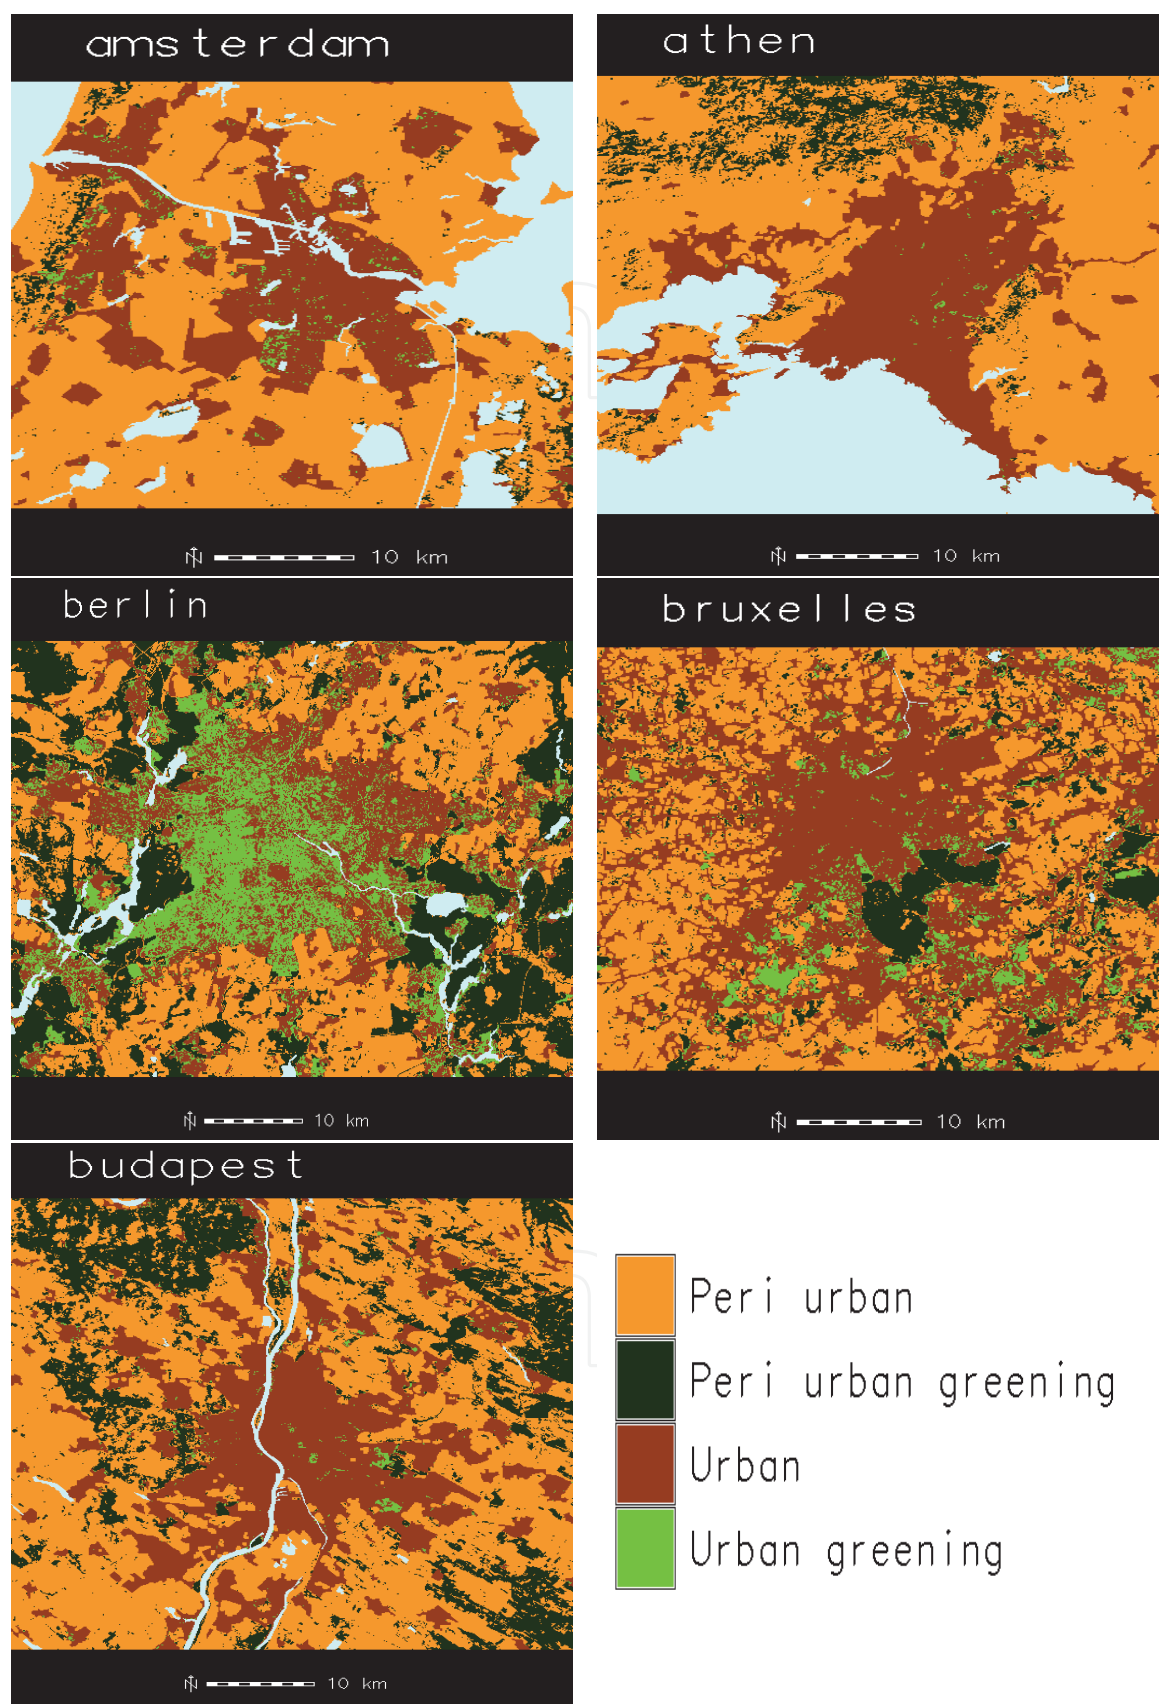 amsterdam
N 10 km
athen
N 10 km
berlin
N 10 km
bruxelles
N 10 km
budapest
N 10 km
Peri urban
Peri urban greening
Urban
Urban greening